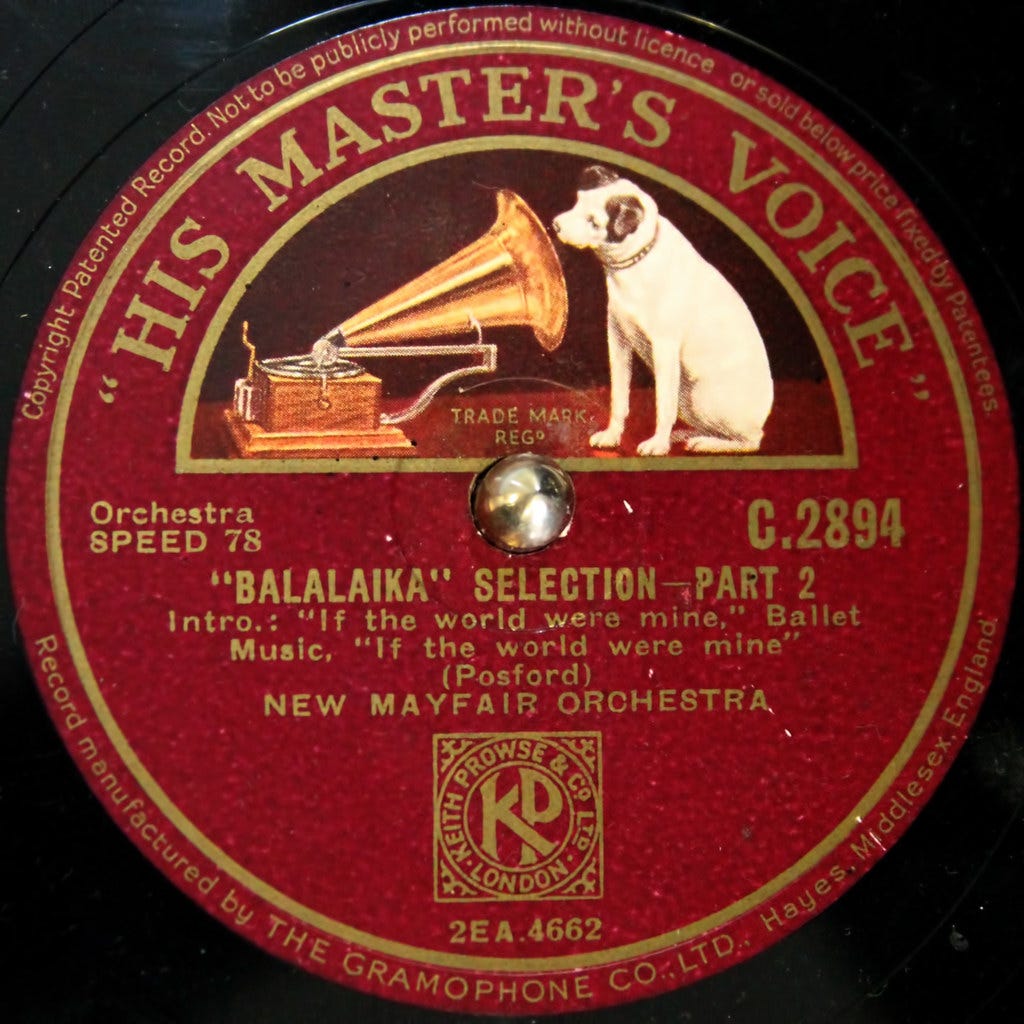 Copyright Patented Record. Not to be publicly performed without licence or sold below price fixed by Patentees.
"HIS MASTER'S VOICE"
TRADE MARK
REGᴰ
Orchestra
SPEED 78
C.2894
"BALALAIKA" SELECTION—PART 2
Intro.: "If the world were mine," Ballet
Music, "If the world were mine"
(Posford)
NEW MAYFAIR ORCHESTRA
KEITH PROWSE & Cº LTD
KP
LONDON
2EA.4662
Record manufactured by THE GRAMOPHONE CO., LTD., Hayes, Middlesex, England.